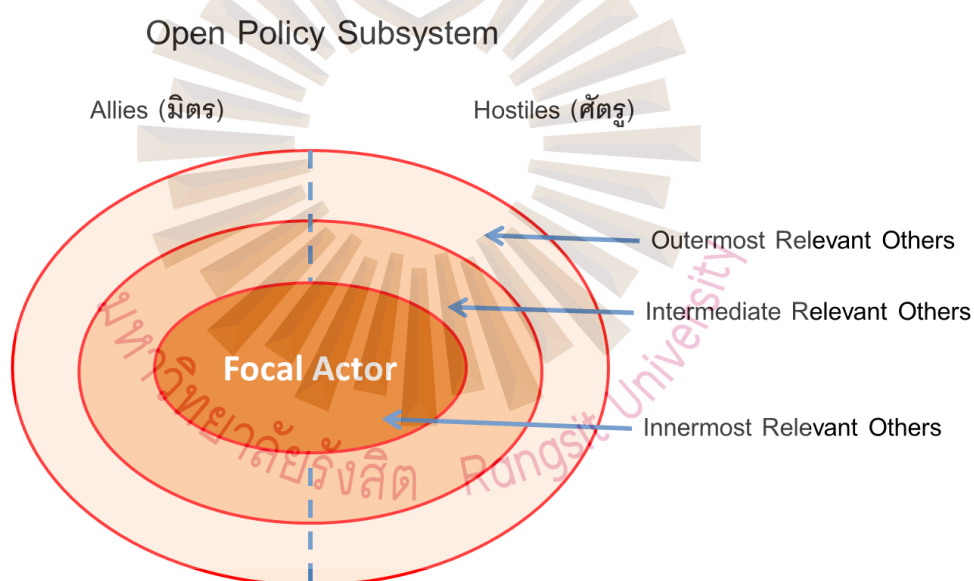 Open Policy Subsystem
Allies (มิตร)
Hostiles (ศัตรู)
Outermost Relevant Others
Intermediate Relevant Others
Focal Actor
Innermost Relevant Others
มหาวิทยาลัยรังสิต Rangsit University